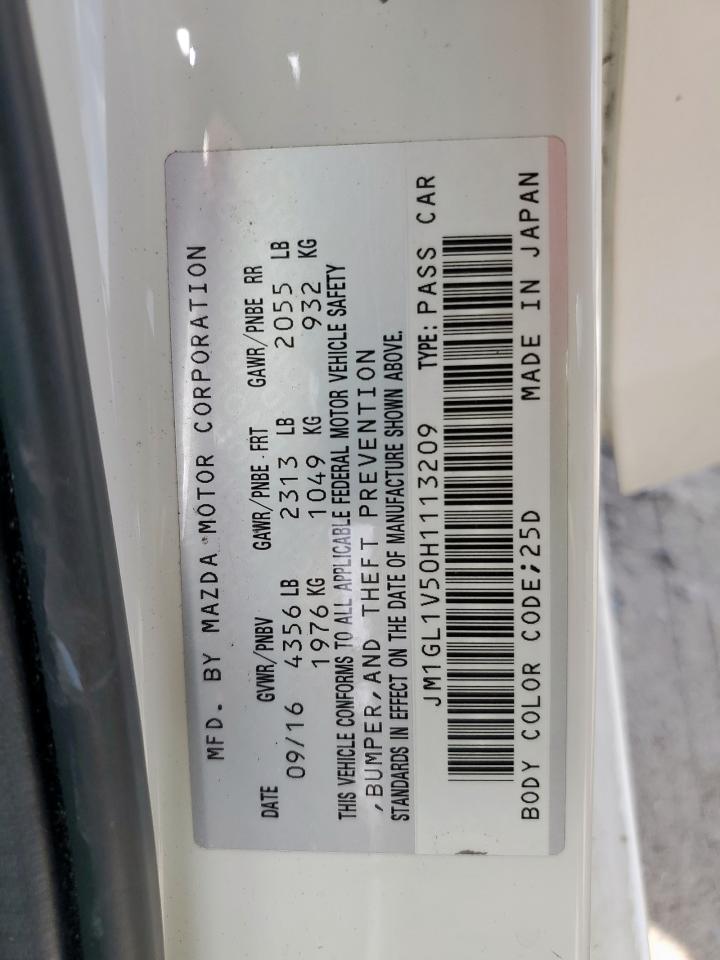 MFD. BY MAZDA MOTOR CORPORATION
DATE GVWR/PNBV GAWR/PNBE FRT GAWR/PNBE RR
09/16 4356 LB 2313 LB 2055 LB
1976 KG 1049 KG 932 KG
THIS VEHICLE CONFORMS TO ALL APPLICABLE FEDERAL MOTOR VEHICLE SAFETY
,BUMPER,AND THEFT PREVENTION
STANDARDS IN EFFECT ON THE DATE OF MANUFACTURE SHOWN ABOVE.
JM1GL1V50H1113209 TYPE: PASS CAR
BODY COLOR CODE;25D MADE IN JAPAN